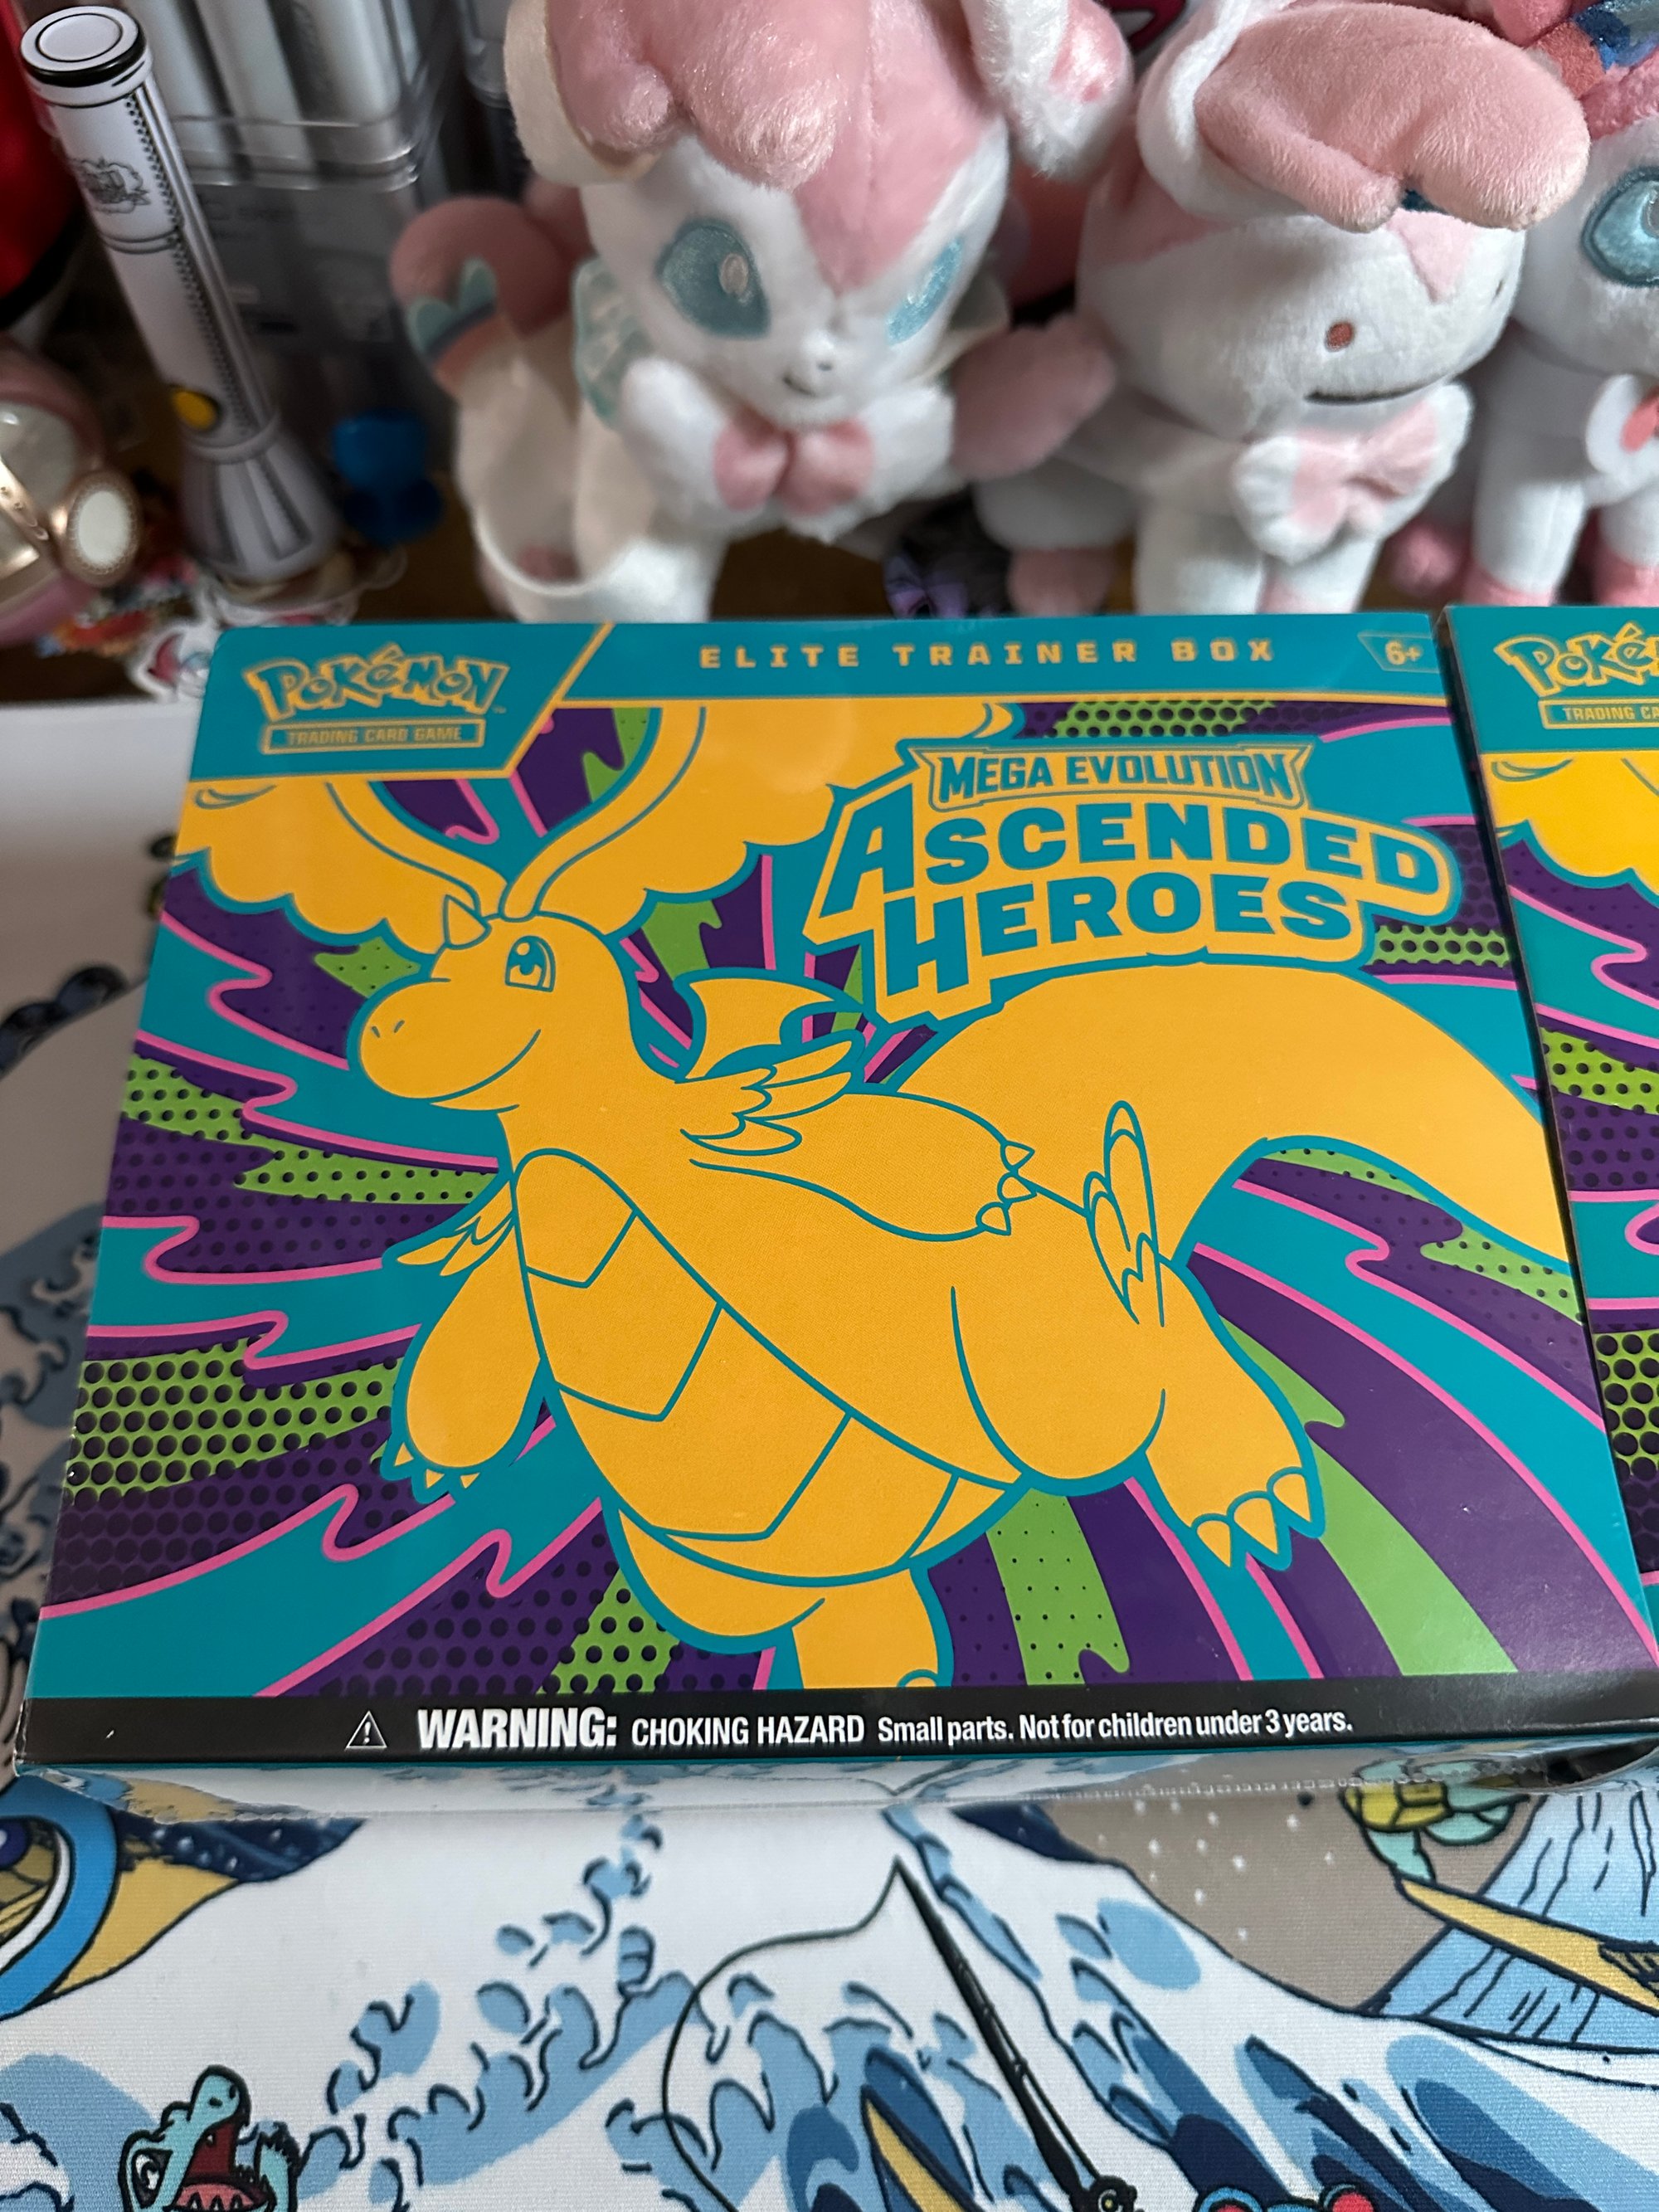 POKéMON
TRADING CARD GAME
ELITE TRAINER BOX
6+
MEGA EVOLUTION
ASCENDED
HEROES
WARNING: CHOKING HAZARD Small parts. Not for children under 3 years.
POKé
TRADING CA